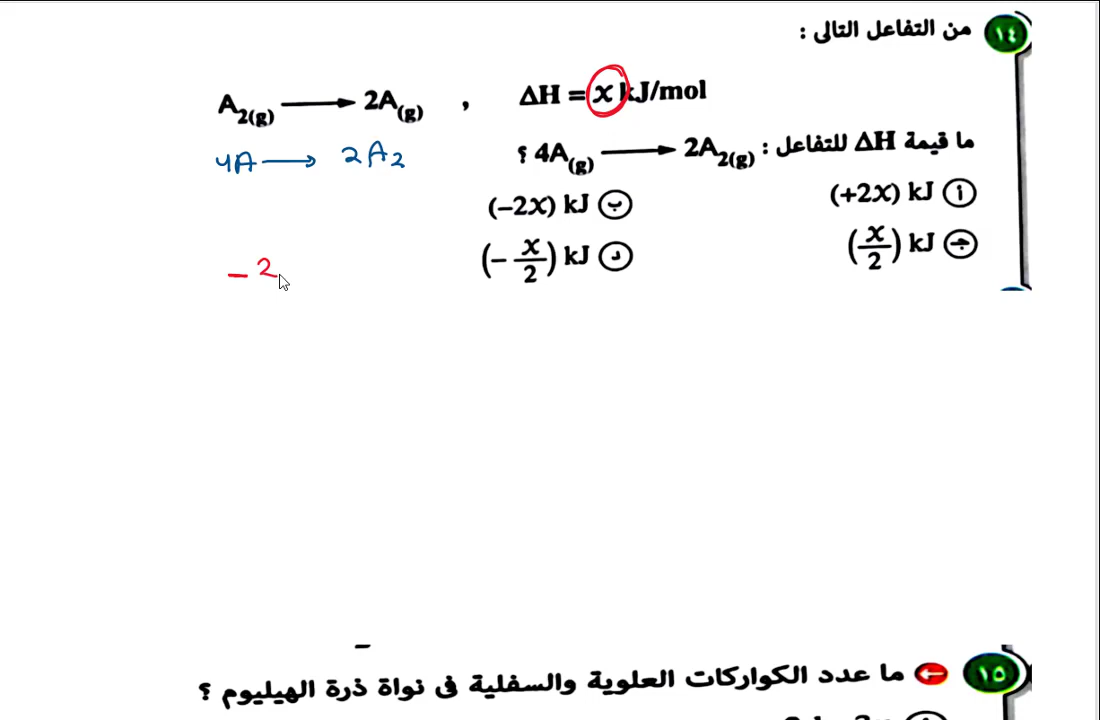 ١٤ من التفاعل التالى :
A2(g) ⟶ 2A(g) , ΔH = x kJ/mol
4A ⟶ 2A2
ما قيمة ΔH للتفاعل : 4A(g) ⟶ 2A2(g) ؟
أ (+2x) kJ ب (−2x) kJ
جـ (x/2) kJ د (−x/2) kJ
− 2
١٥ ما عدد الكواركات العلوية والسفلية فى نواة ذرة الهيليوم ؟